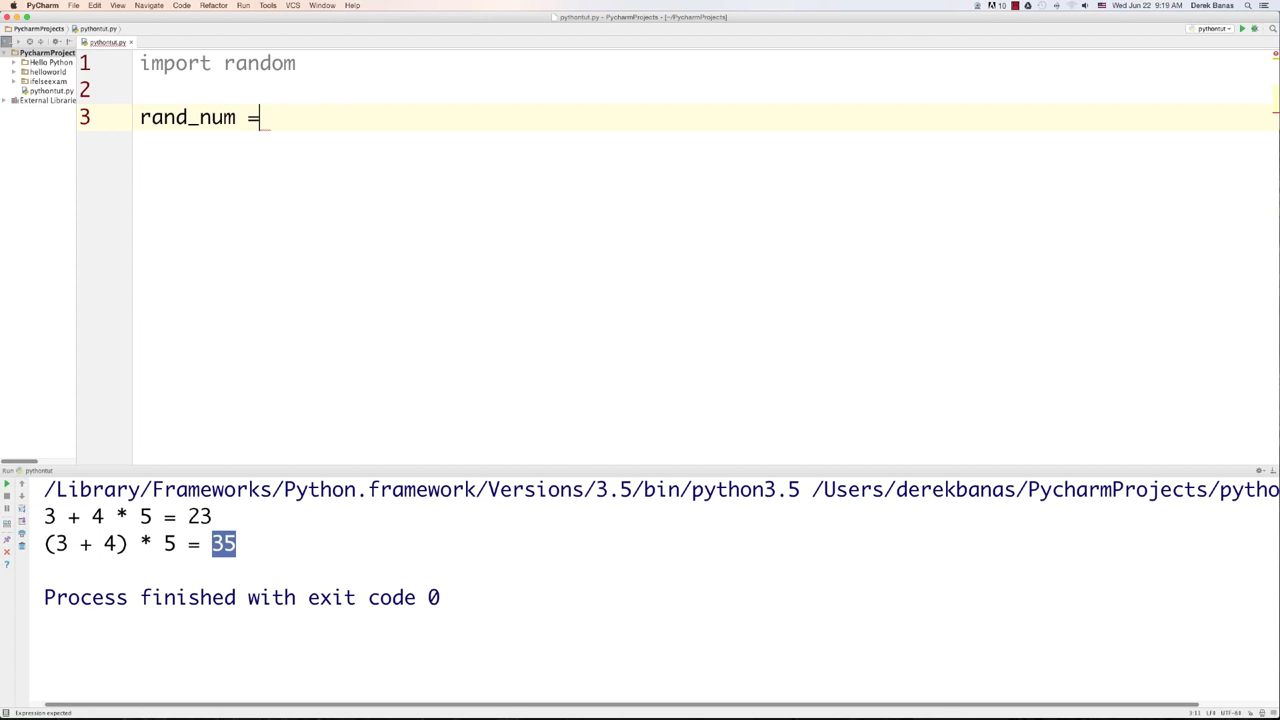 PyCharm File Edit View Navigate Code Refactor Run Tools VCS Window Help 10 Wed Jun 22 9:19 AM Derek Banas
pythontut.py - PycharmProjects - [~/PycharmProjects]
PycharmProjects pythontut.py pythontut
pythontut.py
PycharmProject
Hello Python
helloworld
ifelseexam
pythontut.py
External Librarie
1 import random
2
3 rand_num =
Run pythontut
/Library/Frameworks/Python.framework/Versions/3.5/bin/python3.5 /Users/derekbanas/PycharmProjects/pytho
3 + 4 * 5 = 23
(3 + 4) * 5 = 35
Process finished with exit code 0
Expression expected 3:11 LF÷ UTF-8÷